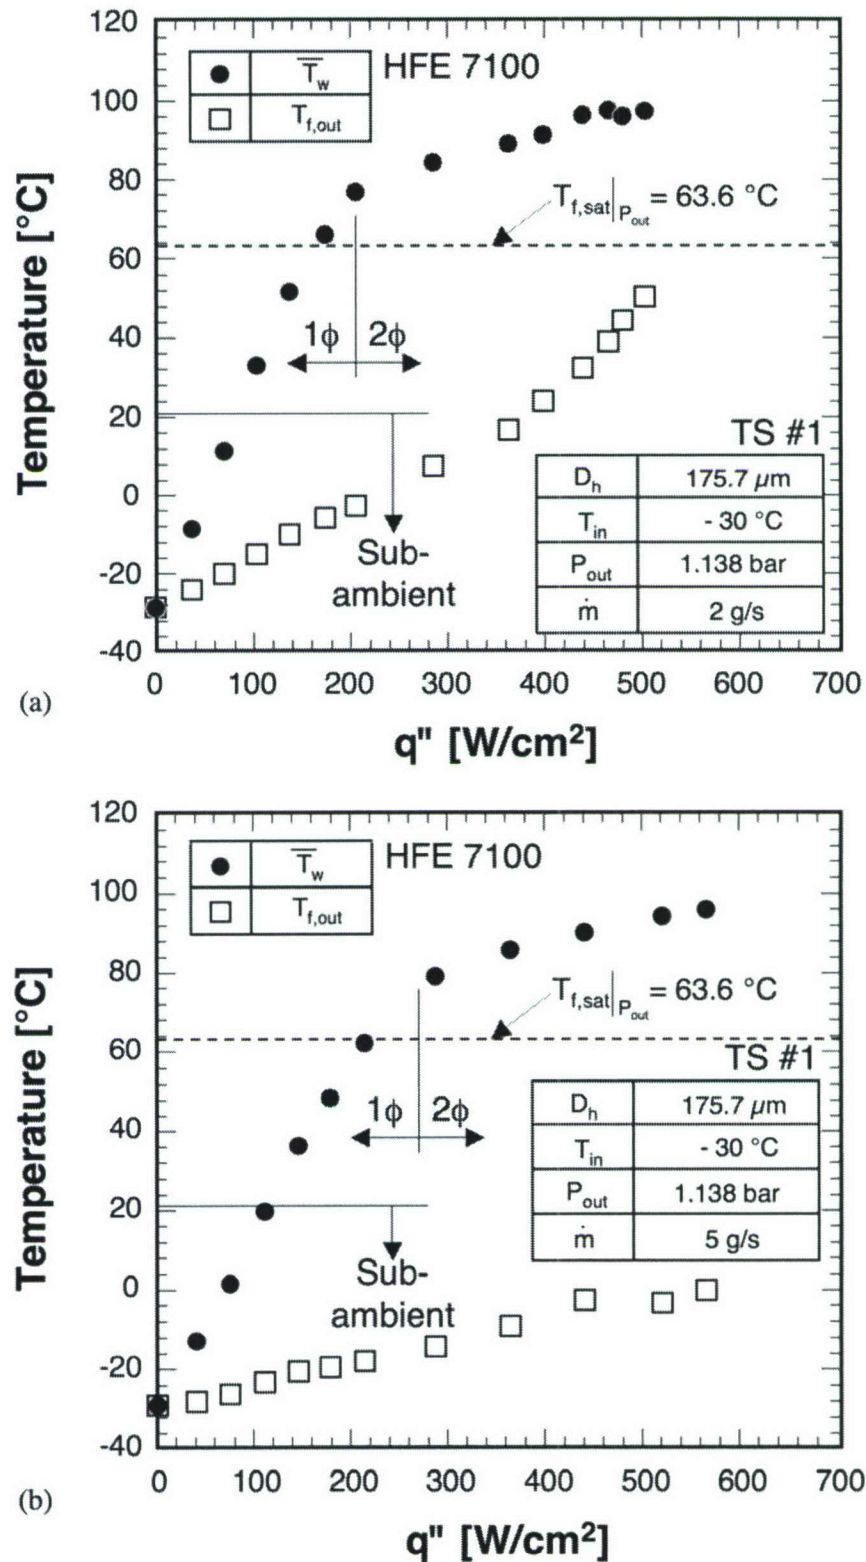 120
100
80
60
40
20
0
-20
-40
Temperature [°C]
T̅w HFE 7100
Tf,out
Tf,sat|Pout = 63.6 °C
1ϕ 2ϕ
Sub-
ambient
TS #1
Dh 175.7 µm
Tin - 30 °C
Pout 1.138 bar
ṁ 2 g/s
0 100 200 300 400 500 600 700
(a)
q" [W/cm²]
120
100
80
60
40
20
0
-20
-40
Temperature [°C]
T̅w HFE 7100
Tf,out
Tf,sat|Pout = 63.6 °C
TS #1
1ϕ 2ϕ
Dh 175.7 µm
Tin - 30 °C
Pout 1.138 bar
ṁ 5 g/s
Sub-
ambient
0 100 200 300 400 500 600 700
(b)
q" [W/cm²]